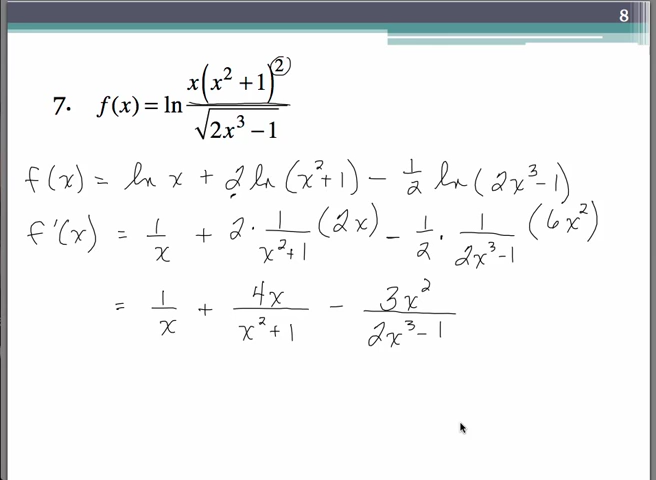 8
7. f(x) = ln x(x² + 1)² / √(2x³ − 1)
f(x) = ln x + 2 ln(x²+1) − 1/2 ln(2x³−1)
f'(x) = 1/x + 2 · 1/(x²+1) (2x) − 1/2 · 1/(2x³−1) (6x²)
= 1/x + 4x/(x²+1) − 3x²/(2x³−1)